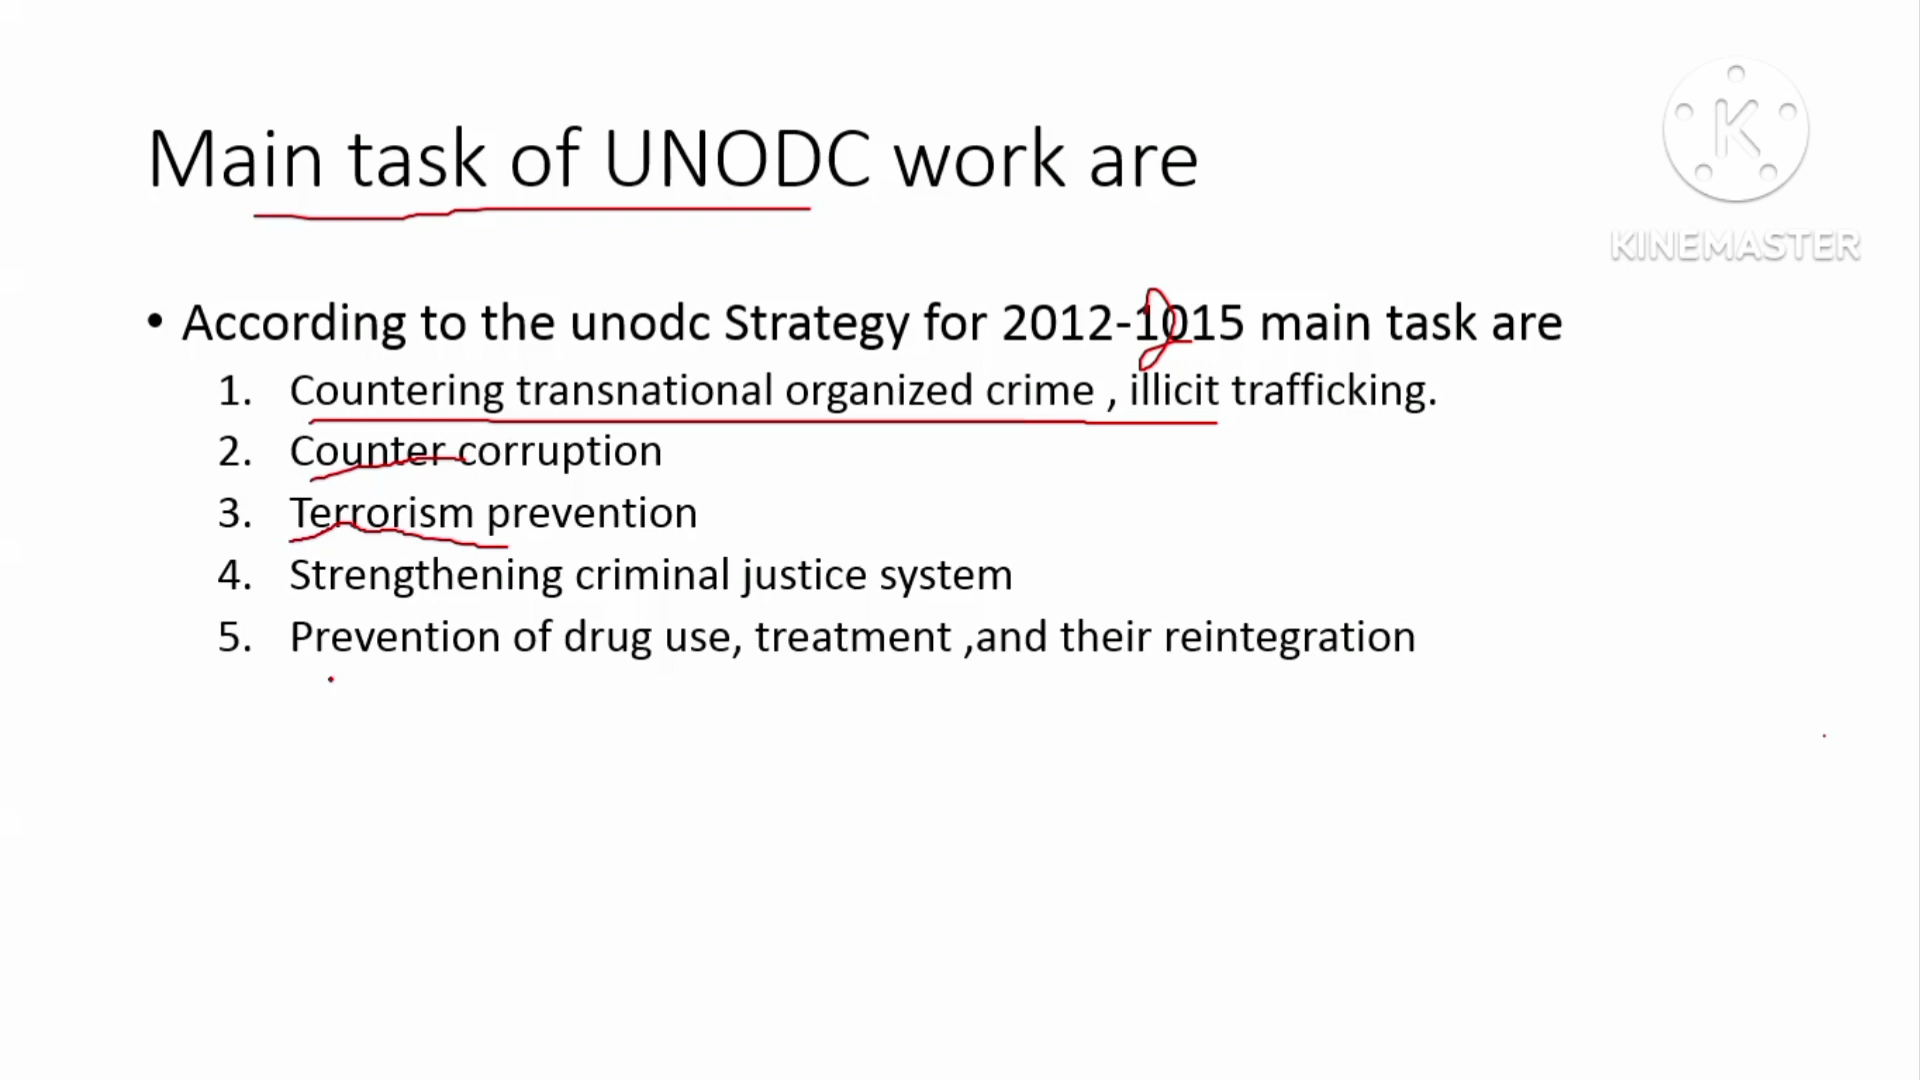 Main task of UNODC work are
K
KINEMASTER
• According to the unodc Strategy for 2012-1015 main task are
1. Countering transnational organized crime , illicit trafficking.
2. Counter corruption
3. Terrorism prevention
4. Strengthening criminal justice system
5. Prevention of drug use, treatment ,and their reintegration